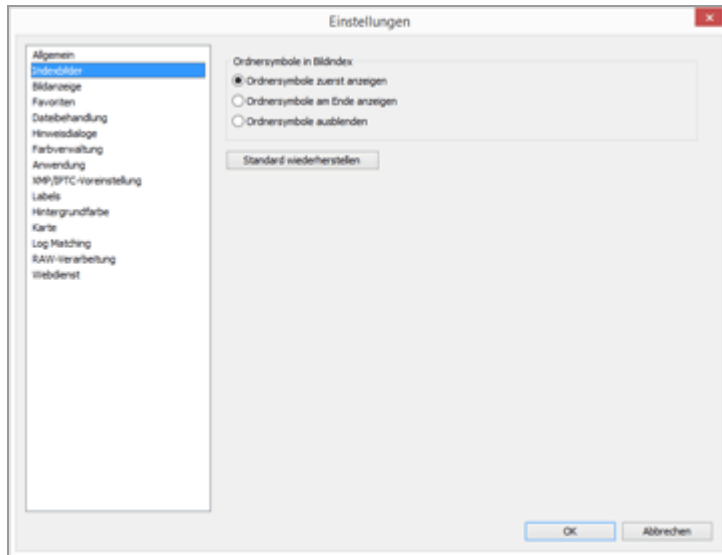 Einstellungen
Allgemein
Indexbilder
Bildanzeige
Favoriten
Dateibehandlung
Hinweisdialoge
Farbverwaltung
Anwendung
XMP/IPTC-Voreinstellung
Labels
Hintergrundfarbe
Karte
Log Matching
RAW-Verarbeitung
Webdienst
Ordnersymbole in Bildindex
Ordnersymbole zuerst anzeigen
Ordnersymbole am Ende anzeigen
Ordnersymbole ausblenden
Standard wiederherstellen
OK
Abbrechen